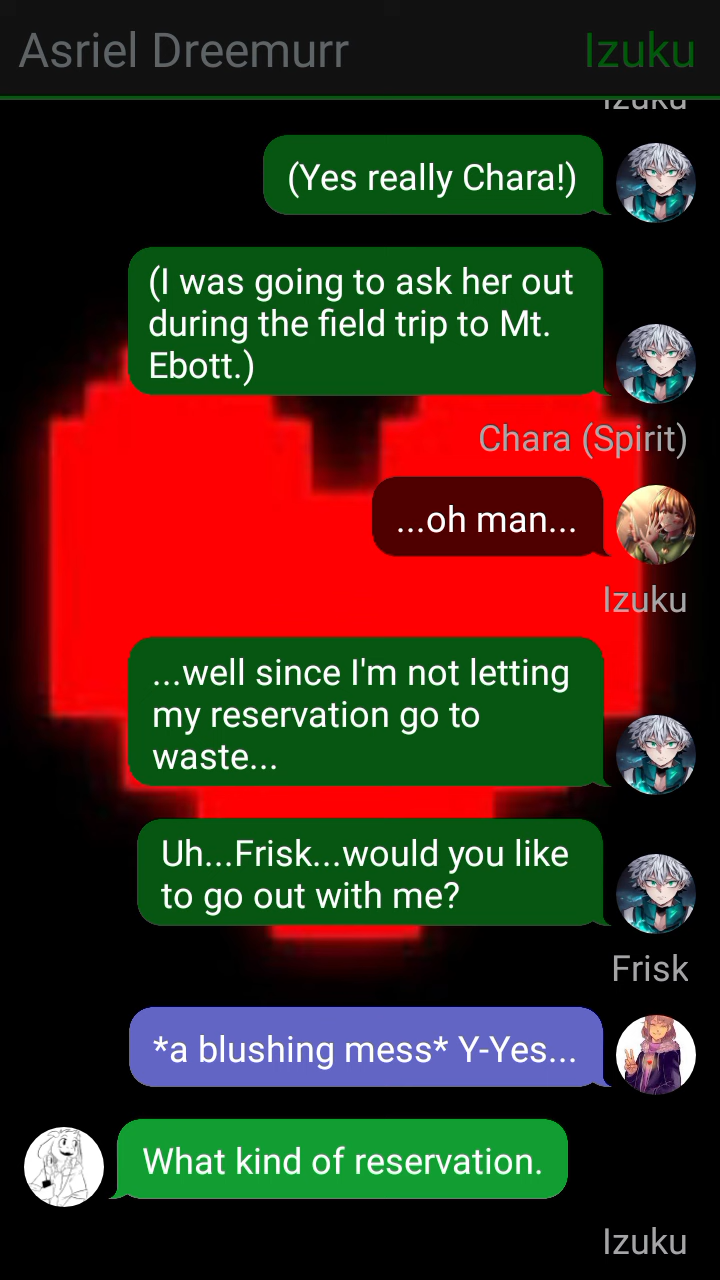 Asriel Dreemurr
Izuku
Izuku
(Yes really Chara!)
(I was going to ask her out
during the field trip to Mt.
Ebott.)
Chara (Spirit)
...oh man...
Izuku
...well since I'm not letting
my reservation go to
waste...
Uh...Frisk...would you like
to go out with me?
Frisk
*a blushing mess* Y-Yes...
What kind of reservation.
Izuku